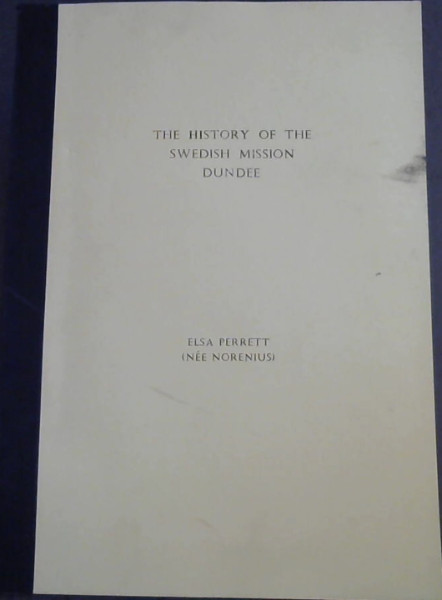 THE HISTORY OF THE
SWEDISH MISSION
DUNDEE
ELSA PERRETT
(NÉE NORENIUS)